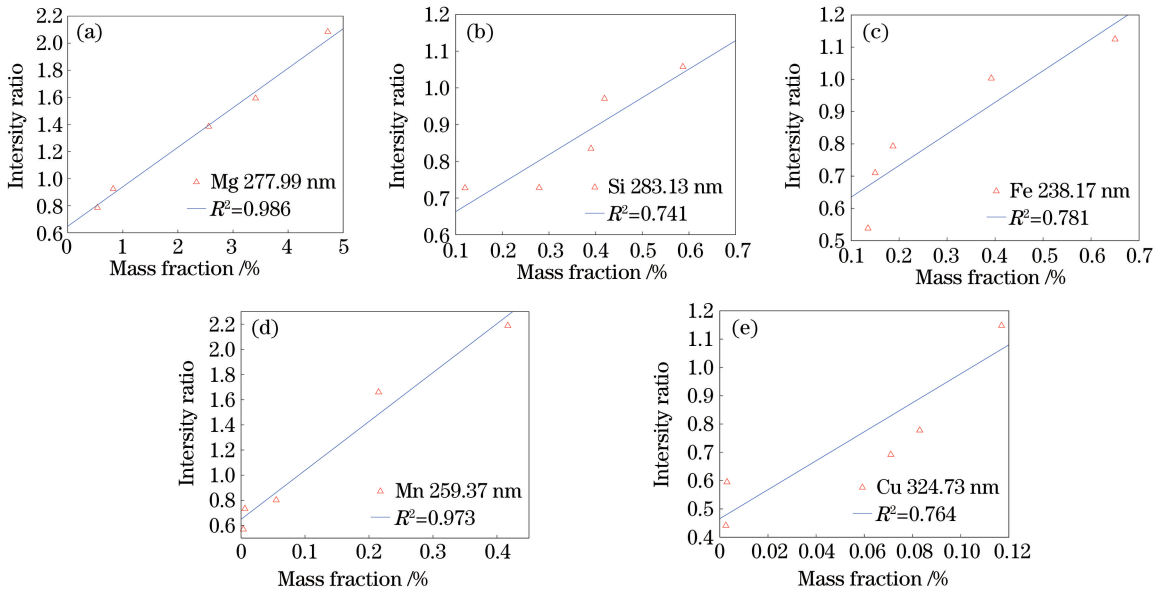 (a)
2.2
2.0
1.8
1.6
1.4
1.2
1.0
0.8
0.6
Intersity ratio
Mg 277.99 nm
R²=0.986
0 1 2 3 4 5
Mass fraction /%
(b)
1.2
1.1
1.0
0.9
0.8
0.7
0.6
Intersity ratio
Si 283.13 nm
R²=0.741
0.1 0.2 0.3 0.4 0.5 0.6 0.7
Mass fraction /%
(c)
1.2
1.1
1.0
0.9
0.8
0.7
0.6
0.5
Intersity ratio
Fe 238.17 nm
R²=0.781
0.1 0.2 0.3 0.4 0.5 0.6 0.7
Mass fraction /%
(d)
2.2
2.0
1.8
1.6
1.4
1.2
1.0
0.8
0.6
Intersity ratio
Mn 259.37 nm
R²=0.973
0 0.1 0.2 0.3 0.4
Mass fraction /%
(e)
1.2
1.1
1.0
0.9
0.8
0.7
0.6
0.5
0.4
Intersity ratio
Cu 324.73 nm
R²=0.764
0 0.02 0.04 0.06 0.08 0.10 0.12
Mass fraction /%